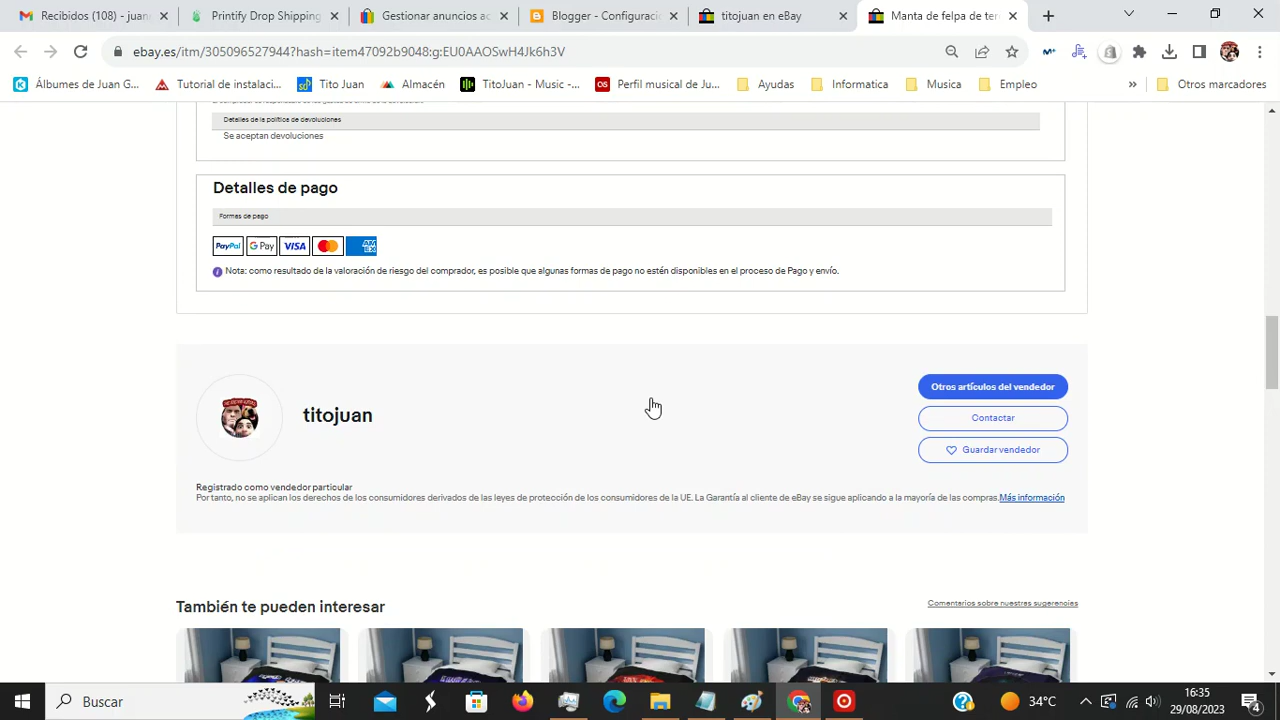 Recibidos (108) - juan
Printify Drop Shipping
Gestionar anuncios ac
Blogger - Configuració
titojuan en eBay
Manta de felpa de terc
ebay.es/itm/305096527944?hash=item47092b9048:g:EU0AAOSwH4Jk6h3V
Álbumes de Juan G...
Tutorial de instalaci...
Tito Juan
Almacén
TitoJuan - Music -...
Perfil musical de Ju...
Ayudas
Informatica
Musica
Empleo
Otros marcadores
Detalles de la política de devoluciones
Se aceptan devoluciones
Detalles de pago
Formas de pago
PayPal G Pay VISA AMEX
Nota: como resultado de la valoración de riesgo del comprador, es posible que algunas formas de pago no estén disponibles en el proceso de Pago y envío.
titojuan
Otros artículos del vendedor
Contactar
Guardar vendedor
Registrado como vendedor particular
Por tanto, no se aplican los derechos de los consumidores derivados de las leyes de protección de los consumidores de la UE. La Garantía al cliente de eBay se sigue aplicando a la mayoría de las compras.Más información
También te pueden interesar
Comentarios sobre nuestras sugerencias
Buscar
34°C
16:35
29/08/2023
4